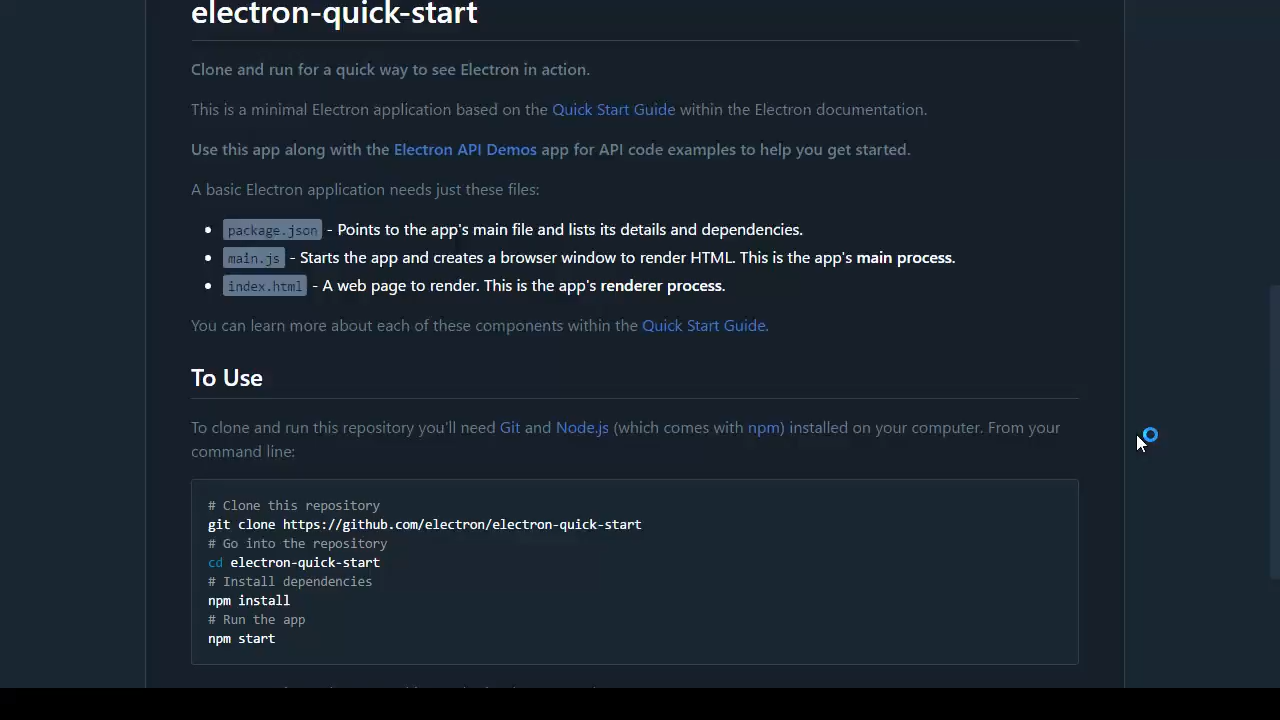 electron-quick-start
Clone and run for a quick way to see Electron in action.
This is a minimal Electron application based on the Quick Start Guide within the Electron documentation.
Use this app along with the Electron API Demos app for API code examples to help you get started.
A basic Electron application needs just these files:
package.json - Points to the app's main file and lists its details and dependencies.
main.js - Starts the app and creates a browser window to render HTML. This is the app's main process.
index.html - A web page to render. This is the app's renderer process.
You can learn more about each of these components within the Quick Start Guide.
To Use
To clone and run this repository you'll need Git and Node.js (which comes with npm) installed on your computer. From your
command line:
# Clone this repository
git clone https://github.com/electron/electron-quick-start
# Go into the repository
cd electron-quick-start
# Install dependencies
npm install
# Run the app
npm start